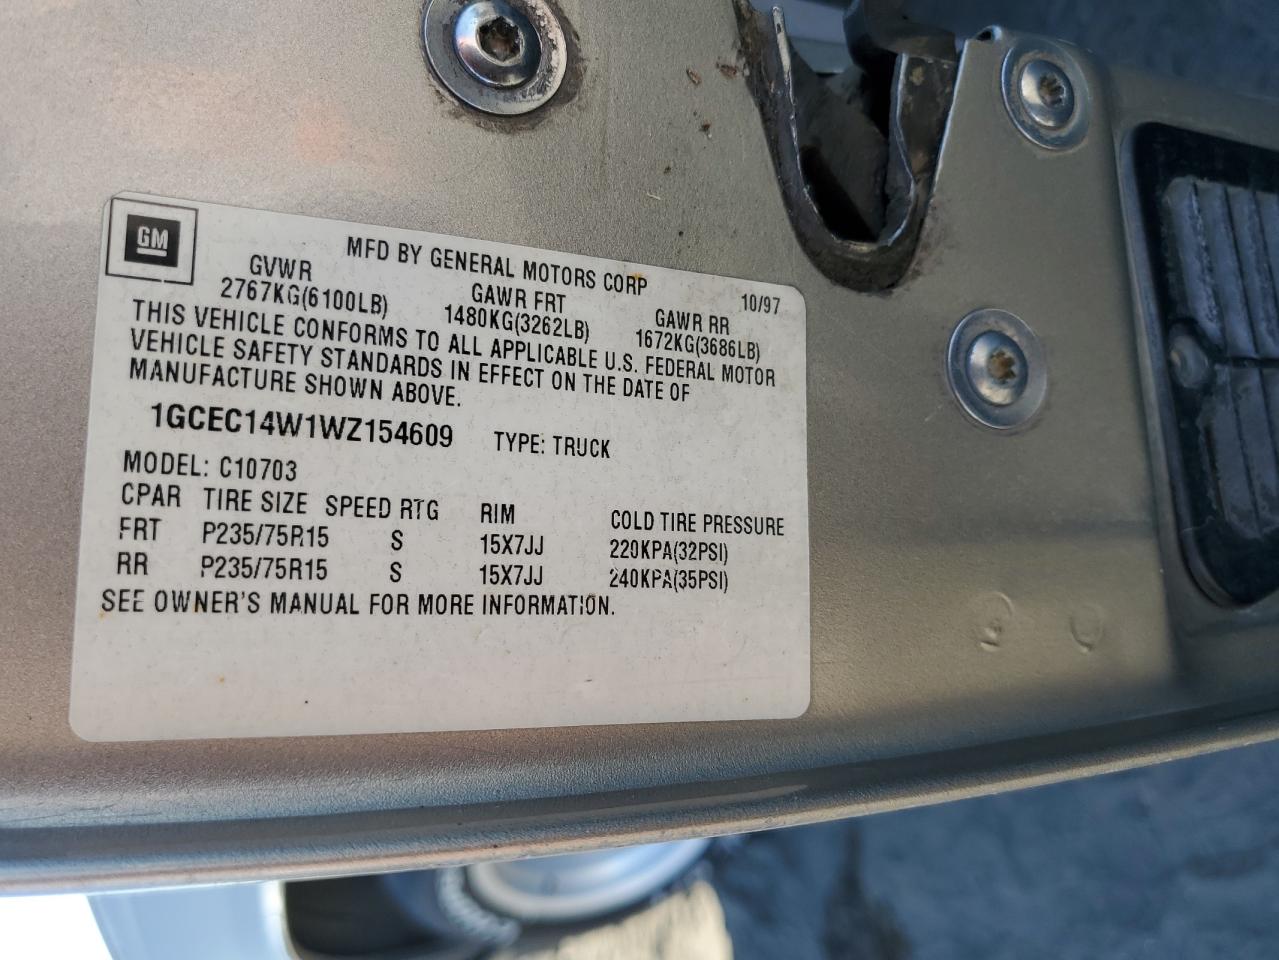 GM
MFD BY GENERAL MOTORS CORP 10/97
GVWR GAWR FRT GAWR RR
2767KG(6100LB) 1480KG(3262LB) 1672KG(3686LB)
THIS VEHICLE CONFORMS TO ALL APPLICABLE U.S. FEDERAL MOTOR
VEHICLE SAFETY STANDARDS IN EFFECT ON THE DATE OF
MANUFACTURE SHOWN ABOVE.
1GCEC14W1WZ154609 TYPE: TRUCK
MODEL: C10703
CPAR TIRE SIZE SPEED RTG RIM COLD TIRE PRESSURE
FRT P235/75R15 S 15X7JJ 220KPA(32PSI)
RR P235/75R15 S 15X7JJ 240KPA(35PSI)
SEE OWNER'S MANUAL FOR MORE INFORMATION.